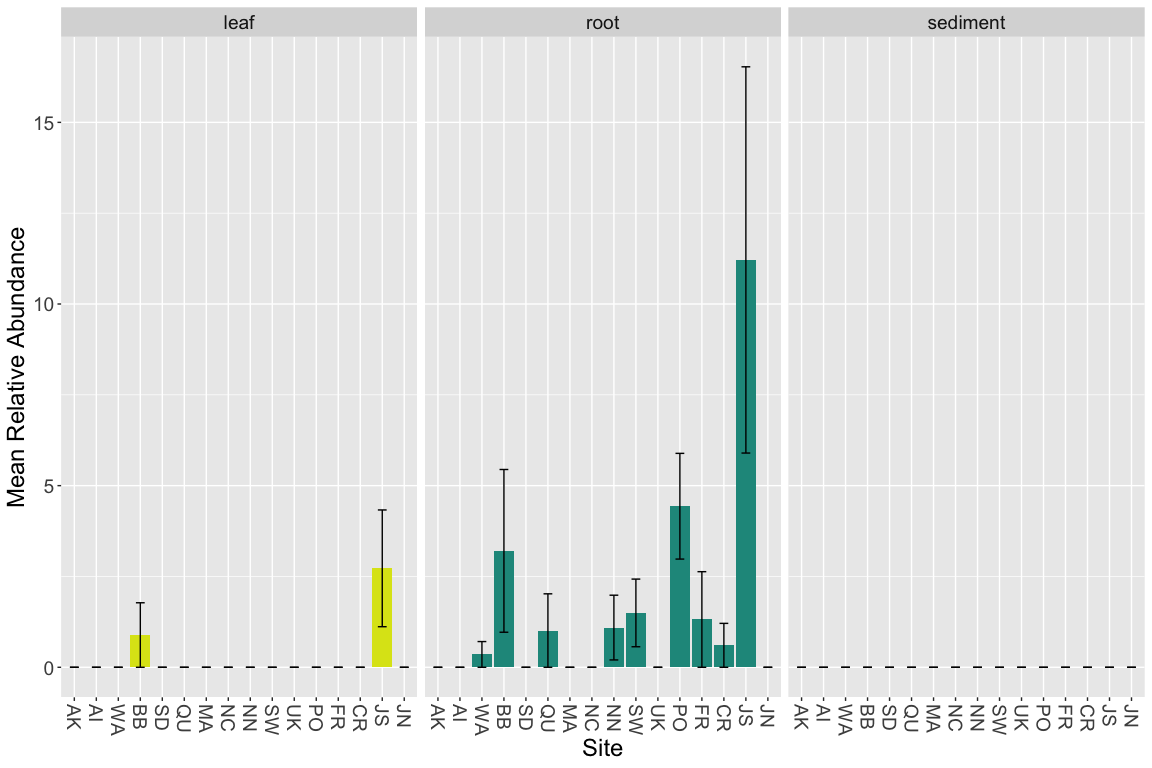 leaf root sediment
Mean Relative Abundance
15
10
5
0
AK AI WA BB SD QU MA NC NN SW UK PO FR CR JS JN AK AI WA BB SD QU MA NC NN SW UK PO FR CR JS JN AK AI WA BB SD QU MA NC NN SW UK PO FR CR JS JN
Site